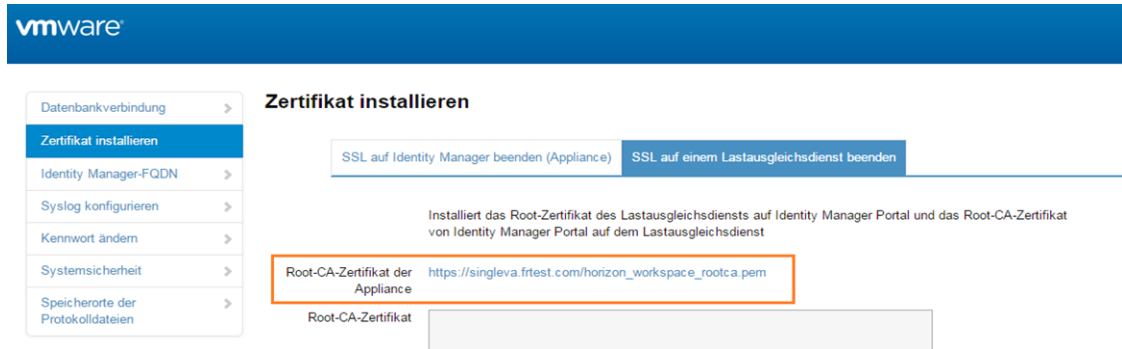 vmware
Zertifikat installieren
Datenbankverbindung
Zertifikat installieren
Identity Manager-FQDN
Syslog konfigurieren
Kennwort ändern
Systemsicherheit
Speicherorte der
Protokolldateien
SSL auf Identity Manager beenden (Appliance)
SSL auf einem Lastausgleichsdienst beenden
Installiert das Root-Zertifikat des Lastausgleichsdiensts auf Identity Manager Portal und das Root-CA-Zertifikat
von Identity Manager Portal auf dem Lastausgleichsdienst
Root-CA-Zertifikat der
Appliance
https://singleva.frtest.com/horizon_workspace_rootca.pem
Root-CA-Zertifikat